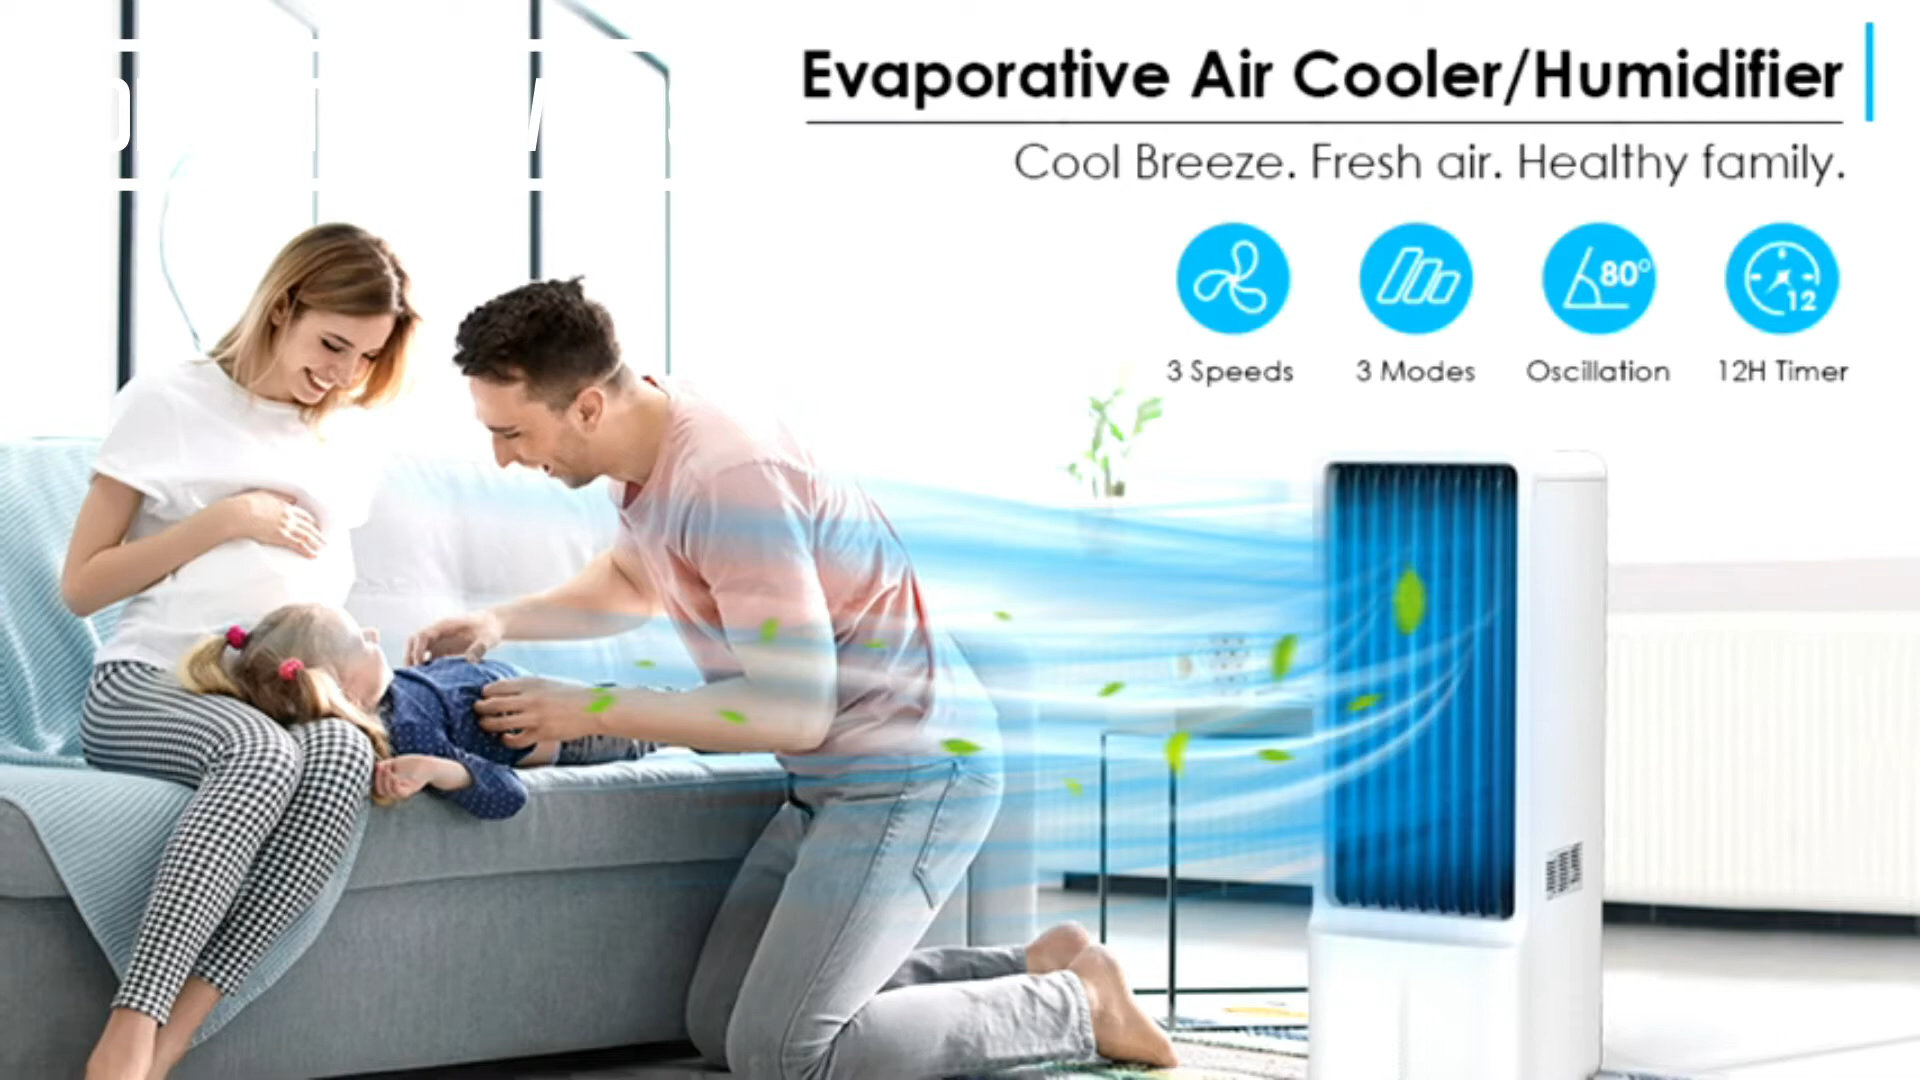 Evaporative Air Cooler/Humidifier
Cool Breeze. Fresh air. Healthy family.
80°
12
3 Speeds
3 Modes
Oscillation
12H Timer